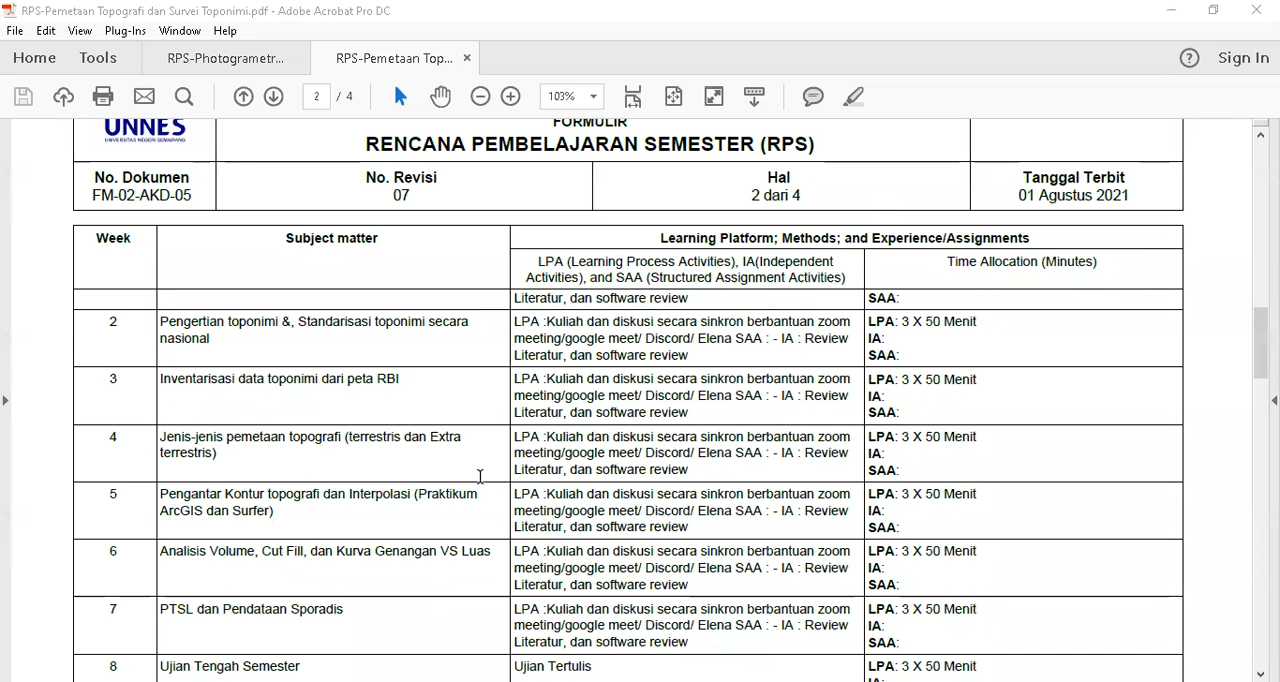 RPS-Pemetaan Topografi dan Survei Toponimi.pdf - Adobe Acrobat Pro DC
File Edit View Plug-Ins Window Help
Home Tools RPS-Photogrametr... RPS-Pemetaan Top... × ? Sign In
2 / 4 103%
UNNES
UNIVERSITAS NEGERI SEMARANG
FORMULIR
RENCANA PEMBELAJARAN SEMESTER (RPS)
No. Dokumen No. Revisi Hal Tanggal Terbit
FM-02-AKD-05 07 2 dari 4 01 Agustus 2021
Week Subject matter Learning Platform; Methods; and Experience/Assignments
LPA (Learning Process Activities), IA(Independent Time Allocation (Minutes)
Activities), and SAA (Structured Assignment Activities)
Literatur, dan software review SAA:
2 Pengertian toponimi &, Standarisasi toponimi secara LPA :Kuliah dan diskusi secara sinkron berbantuan zoom LPA: 3 X 50 Menit
nasional meeting/google meet/ Discord/ Elena SAA : - IA : Review IA:
Literatur, dan software review SAA:
3 Inventarisasi data toponimi dari peta RBI LPA :Kuliah dan diskusi secara sinkron berbantuan zoom LPA: 3 X 50 Menit
meeting/google meet/ Discord/ Elena SAA : - IA : Review IA:
Literatur, dan software review SAA:
4 Jenis-jenis pemetaan topografi (terrestris dan Extra LPA :Kuliah dan diskusi secara sinkron berbantuan zoom LPA: 3 X 50 Menit
terrestris) meeting/google meet/ Discord/ Elena SAA : - IA : Review IA:
Literatur, dan software review SAA:
5 Pengantar Kontur topografi dan Interpolasi (Praktikum LPA :Kuliah dan diskusi secara sinkron berbantuan zoom LPA: 3 X 50 Menit
ArcGIS dan Surfer) meeting/google meet/ Discord/ Elena SAA : - IA : Review IA:
Literatur, dan software review SAA:
6 Analisis Volume, Cut Fill, dan Kurva Genangan VS Luas LPA :Kuliah dan diskusi secara sinkron berbantuan zoom LPA: 3 X 50 Menit
meeting/google meet/ Discord/ Elena SAA : - IA : Review IA:
Literatur, dan software review SAA:
7 PTSL dan Pendataan Sporadis LPA :Kuliah dan diskusi secara sinkron berbantuan zoom LPA: 3 X 50 Menit
meeting/google meet/ Discord/ Elena SAA : - IA : Review IA:
Literatur, dan software review SAA:
8 Ujian Tengah Semester Ujian Tertulis LPA: 3 X 50 Menit
IA: